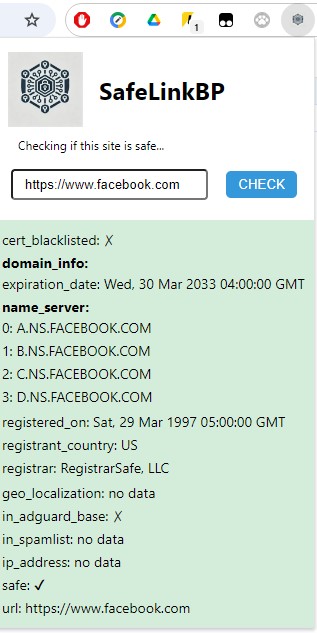 1
SafeLinkBP
Checking if this site is safe...
https://www.facebook.com
CHECK
cert_blacklisted: ✗
domain_info:
expiration_date: Wed, 30 Mar 2033 04:00:00 GMT
name_server:
0: A.NS.FACEBOOK.COM
1: B.NS.FACEBOOK.COM
2: C.NS.FACEBOOK.COM
3: D.NS.FACEBOOK.COM
registered_on: Sat, 29 Mar 1997 05:00:00 GMT
registrant_country: US
registrar: RegistrarSafe, LLC
geo_localization: no data
in_adguard_base: ✗
in_spamlist: no data
ip_address: no data
safe: ✓
url: https://www.facebook.com